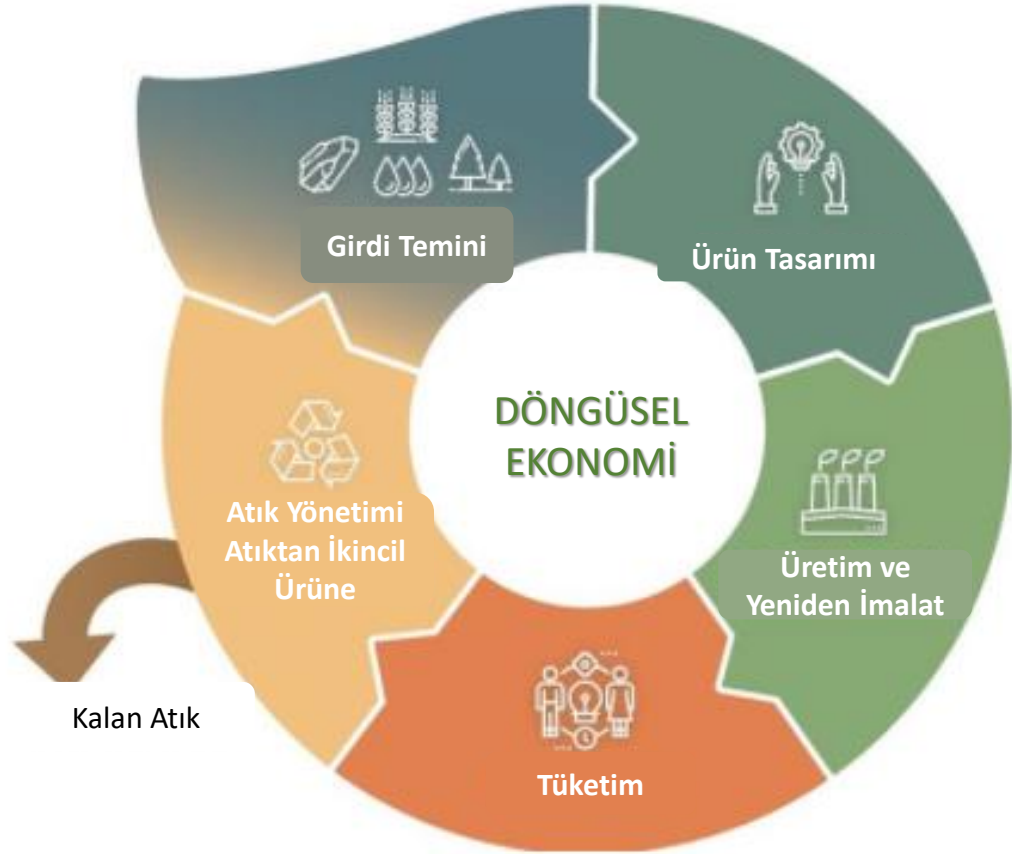 Girdi Temini
Ürün Tasarımı
DÖNGÜSEL
EKONOMİ
Atık Yönetimi
Atıktan İkincil
Ürüne
Üretim ve
Yeniden İmalat
Kalan Atık
Tüketim